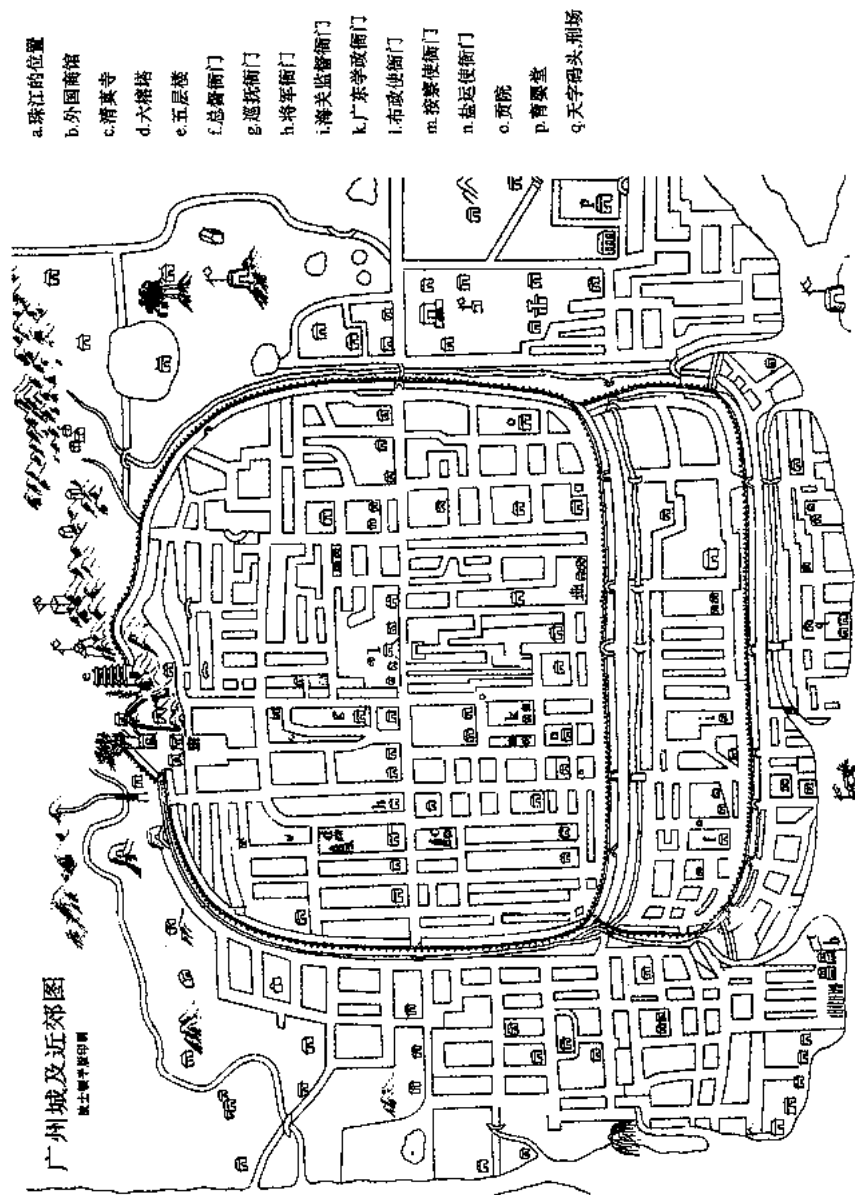 广州城及近郊图
a.珠江的位置
b.外国商馆
c.清真寺
d.六榕塔
e.五层楼
f.总督衙门
g.巡抚衙门
h.将军衙门
i.海关监督衙门
k.广东学政衙门
l.布政使衙门
m.按察使衙门
n.盐运使衙门
o.贡院
p.育婴堂
q.天字码头,刑场
e
p
g
h
d
c
k
l
f
i
o
m
n
q
b